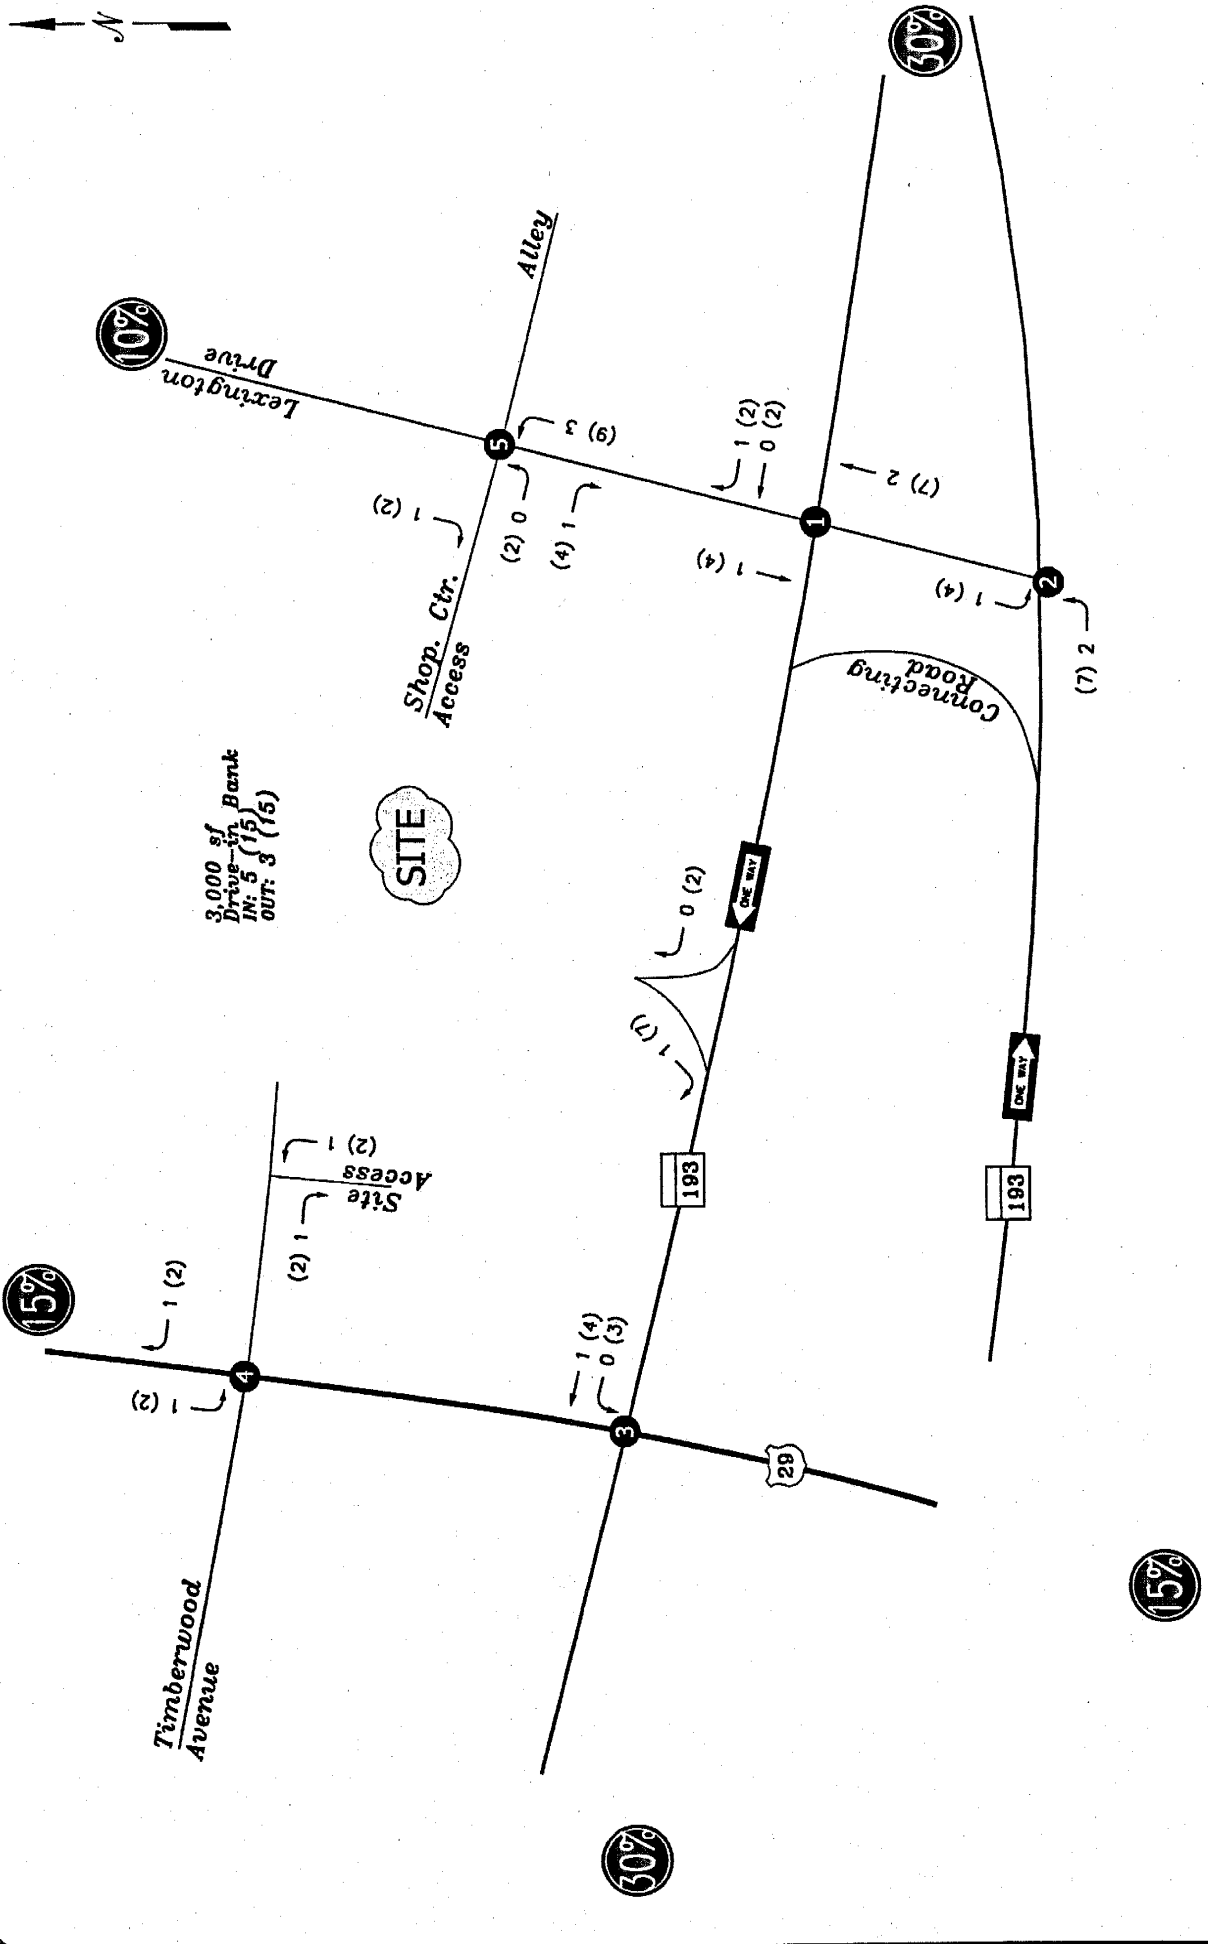 N
30%
10%
Lexington
Drive
Alley
5
(9) 3
1 (2)
Shop. Ctr.
Access
(2) 0
(4) 1
1 (2)
0 (2)
(7) 2
1
1 (4)
1 (4)
2
(7) 2
Connecting
Road
3,000 sf
Drive-in Bank
IN: 5 (15)
OUT: 3 (15)
SITE
ONE WAY
0 (2)
1 (7)
ONE WAY
193
193
(2) 1
Site
Access
(2) 1
15%
1 (2)
4
1 (2)
1 (4)
0 (3)
3
29
Timberwood
Avenue
15%
30%